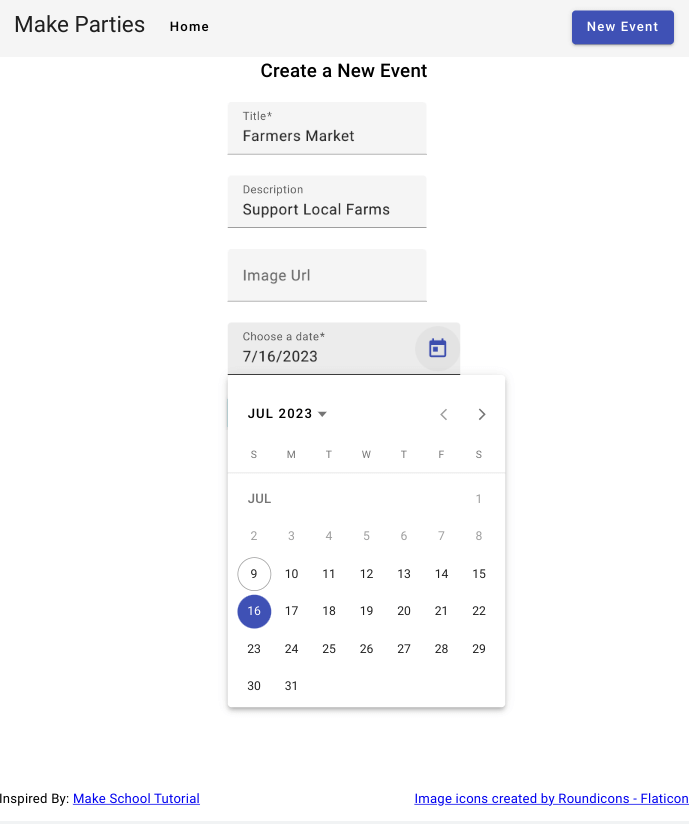 Make Parties Home New Event
Create a New Event
Title*
Farmers Market
Description
Support Local Farms
Image Url
Choose a date*
7/16/2023
JUL 2023
S M T W T F S
JUL 1
2 3 4 5 6 7 8
9 10 11 12 13 14 15
16 17 18 19 20 21 22
23 24 25 26 27 28 29
30 31
Inspired By: Make School Tutorial Image icons created by Roundicons - Flaticon